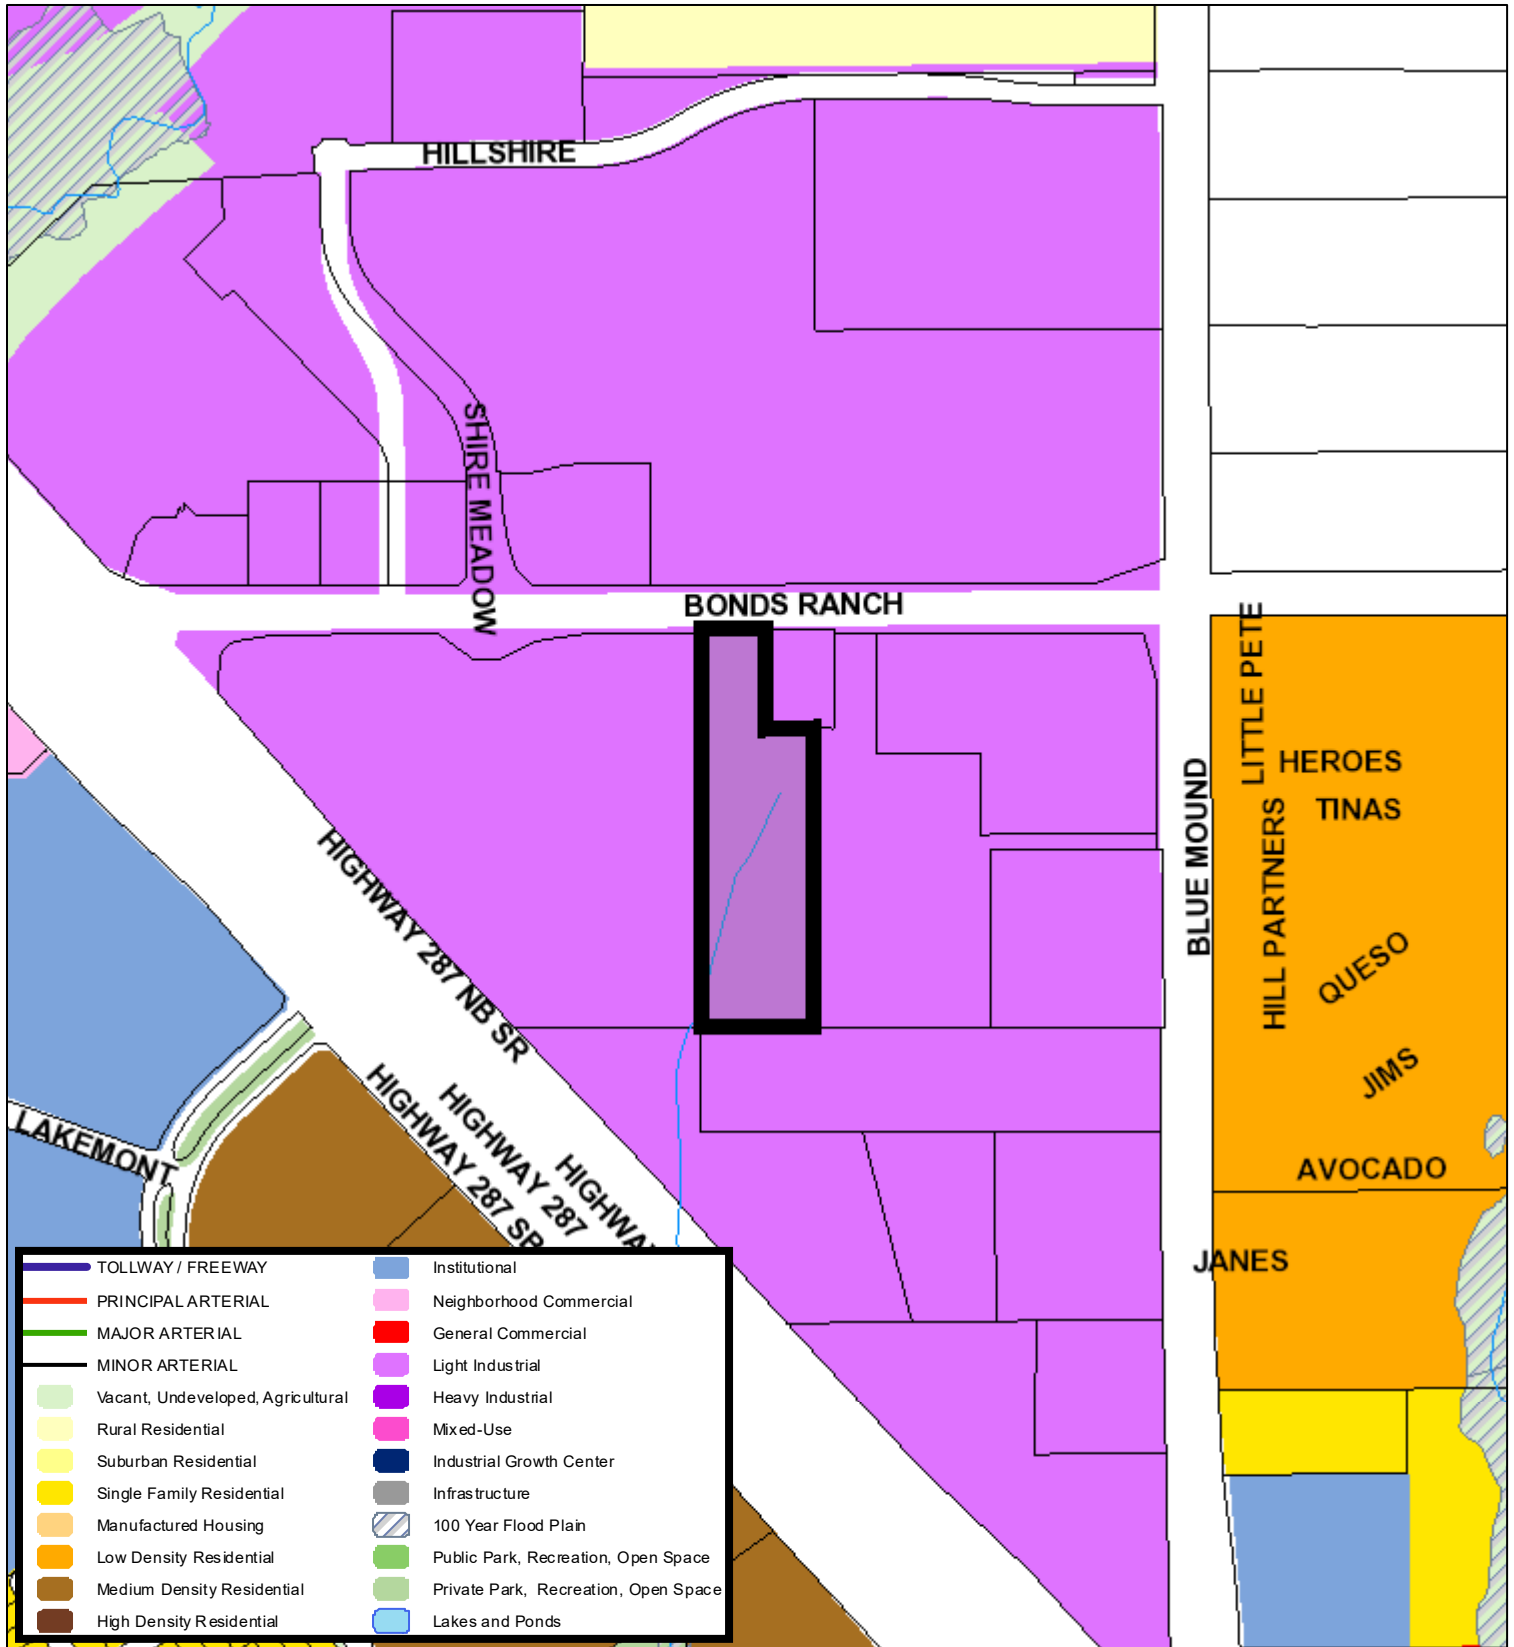 HILLSHIRE
SHIRE MEADOW
BONDS RANCH
LITTLE PETE
HEROES
TINAS
BLUE MOUND
HILL PARTNERS
QUESO
JIMS
AVOCADO
JANES
HIGHWAY 287 NB SR
HIGHWAY 287 SB
HIGHWAY 287
HIGHWAY
LAKEMONT
TOLLWAY / FREEWAY
PRINCIPAL ARTERIAL
MAJOR ARTERIAL
MINOR ARTERIAL
Vacant, Undeveloped, Agricultural
Rural Residential
Suburban Residential
Single Family Residential
Manufactured Housing
Low Density Residential
Medium Density Residential
High Density Residential
Institutional
Neighborhood Commercial
General Commercial
Light Industrial
Heavy Industrial
Mixed-Use
Industrial Growth Center
Infrastructure
100 Year Flood Plain
Public Park, Recreation, Open Space
Private Park, Recreation, Open Space
Lakes and Ponds